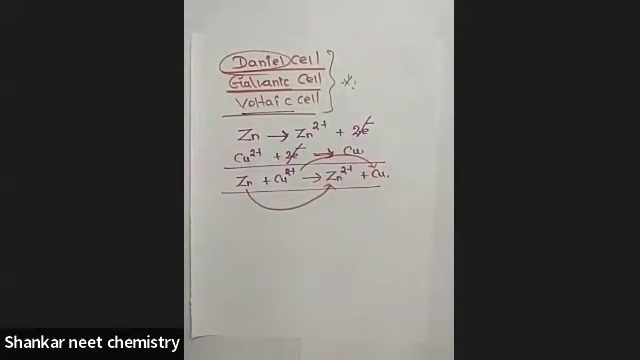 Daniel cell
Galvanic cell
Voltaic cell
Zn → Zn²⁺ + 2e⁻
Cu²⁺ + 2e⁻ → Cu
Zn + Cu²⁺ → Zn²⁺ + Cu.
Shankar neet chemistry